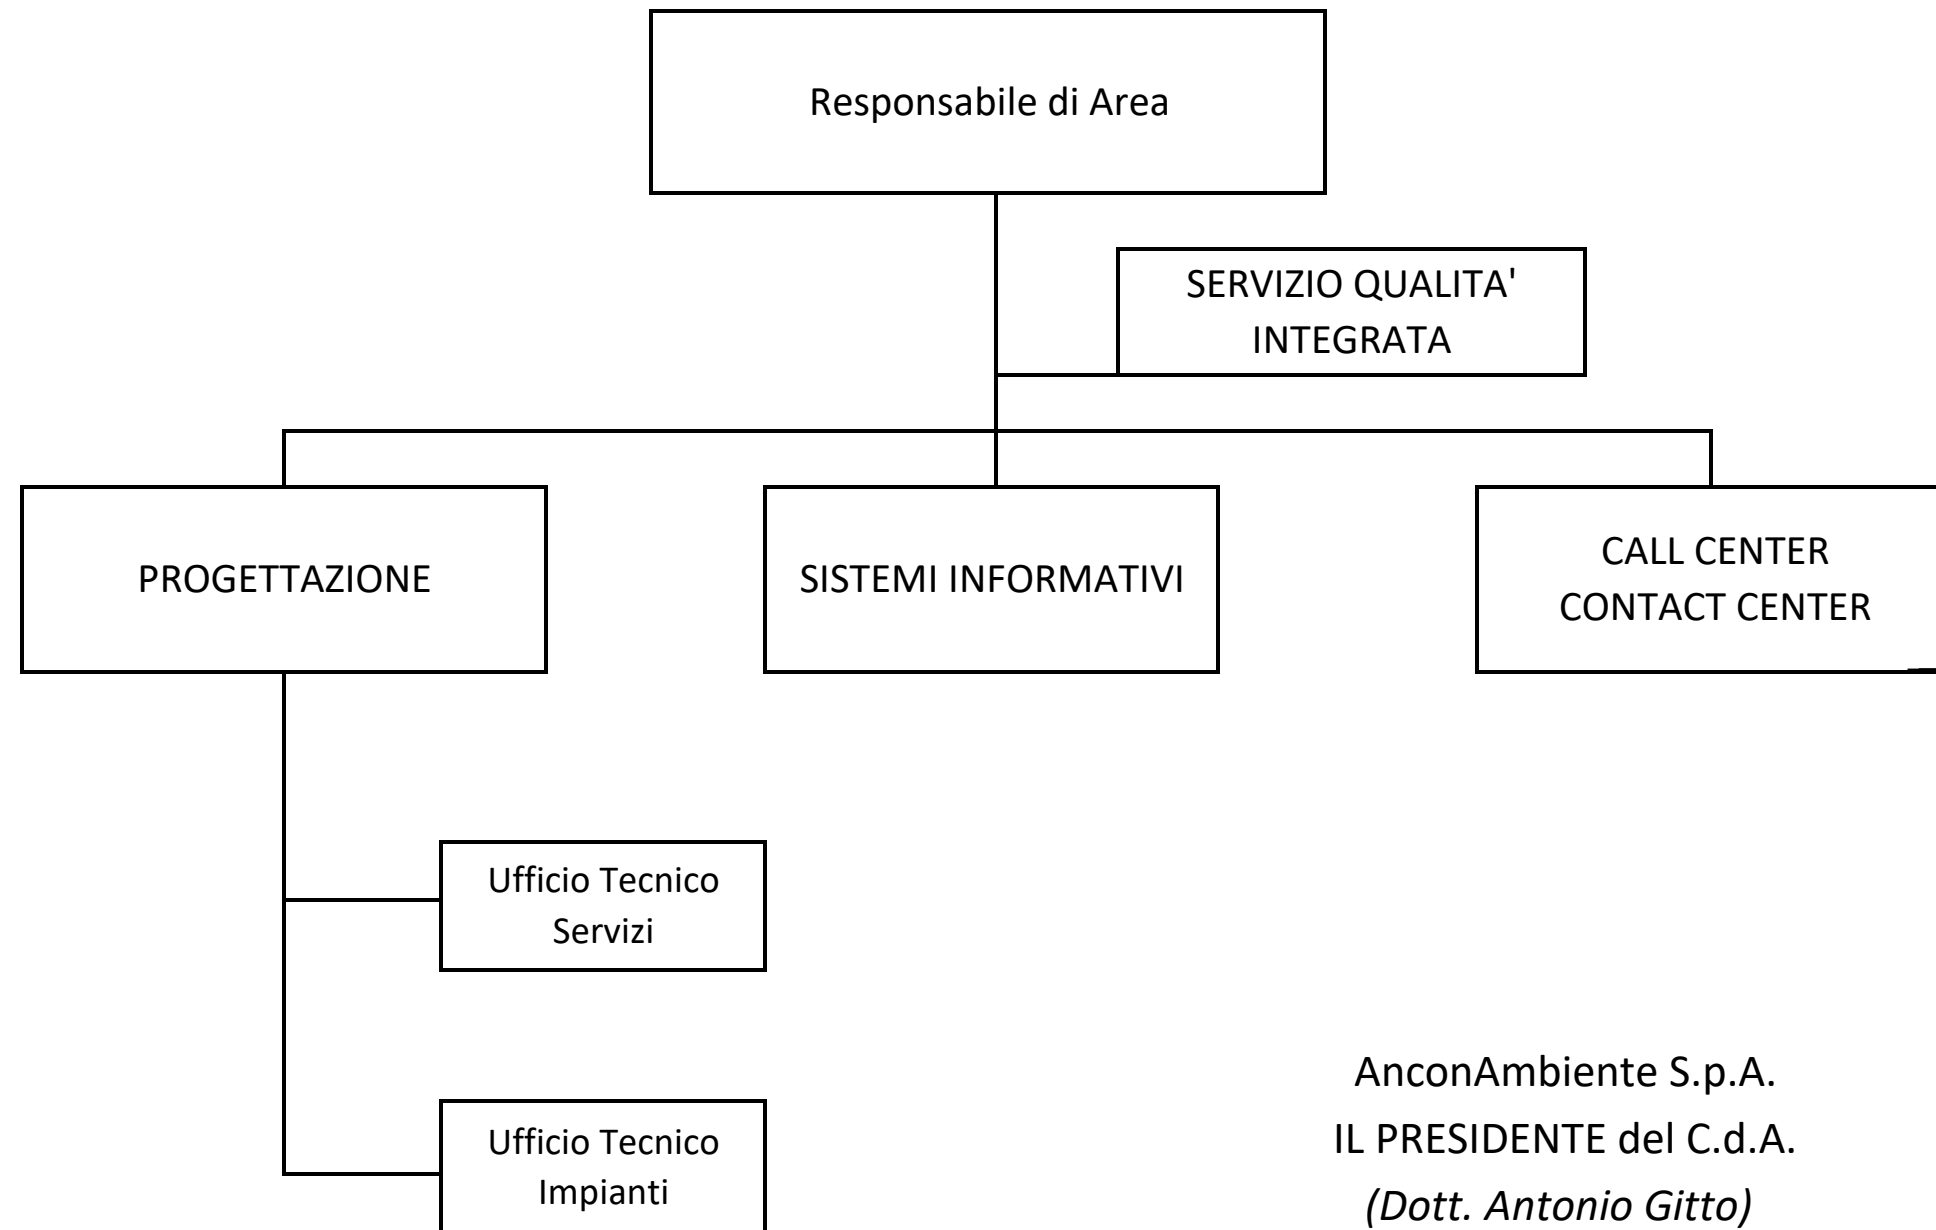 Responsabile di Area
SERVIZIO QUALITA'
INTEGRATA
PROGETTAZIONE
SISTEMI INFORMATIVI
CALL CENTER
CONTACT CENTER
Ufficio Tecnico
Servizi
Ufficio Tecnico
Impianti
AnconAmbiente S.p.A.
IL PRESIDENTE del C.d.A.
(Dott. Antonio Gitto)